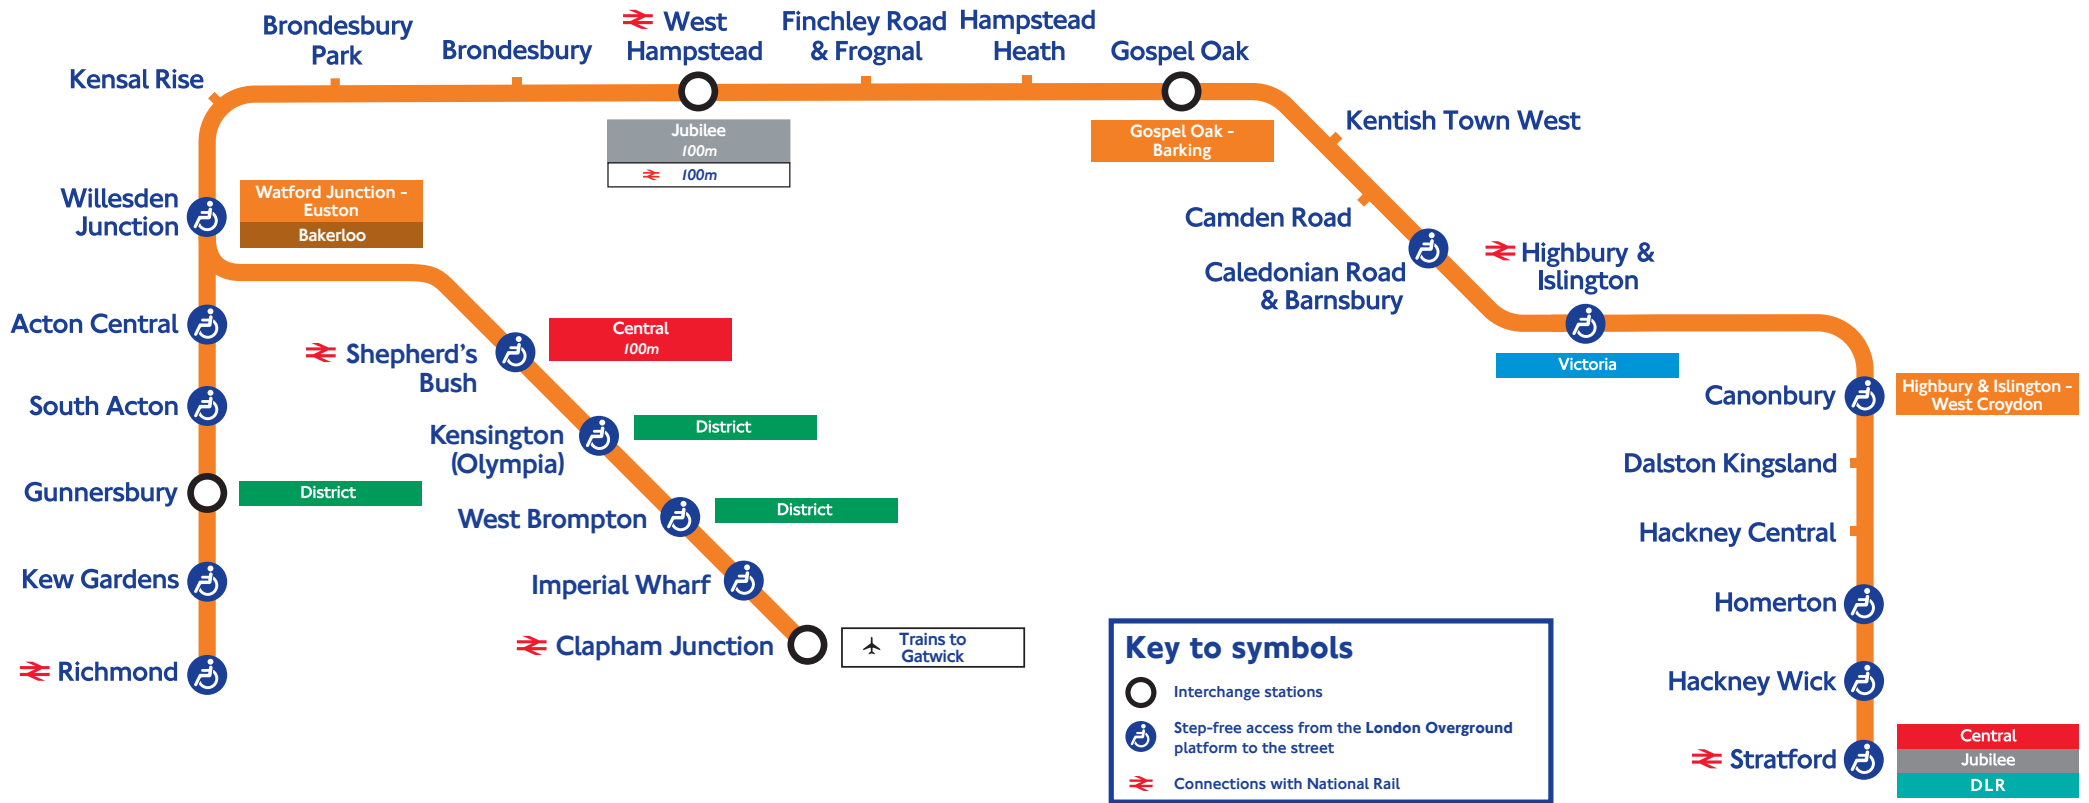 Brondesbury
Park
Brondesbury
West
Hampstead
Finchley Road
& Frognal
Hampstead
Heath
Gospel Oak
Kensal Rise
Jubilee
100m
100m
Gospel Oak -
Barking
Kentish Town West
Willesden
Junction
Watford Junction -
Euston
Bakerloo
Camden Road
Caledonian Road
& Barnsbury
Highbury &
Islington
Victoria
Acton Central
Shepherd's
Bush
Central
100m
South Acton
Kensington
(Olympia)
District
Canonbury
Highbury & Islington -
West Croydon
Gunnersbury
District
West Brompton
District
Dalston Kingsland
Hackney Central
Kew Gardens
Imperial Wharf
Homerton
Richmond
Clapham Junction
Trains to
Gatwick
Hackney Wick
Stratford
Central
Jubilee
DLR
Key to symbols
Interchange stations
Step-free access from the London Overground
platform to the street
Connections with National Rail